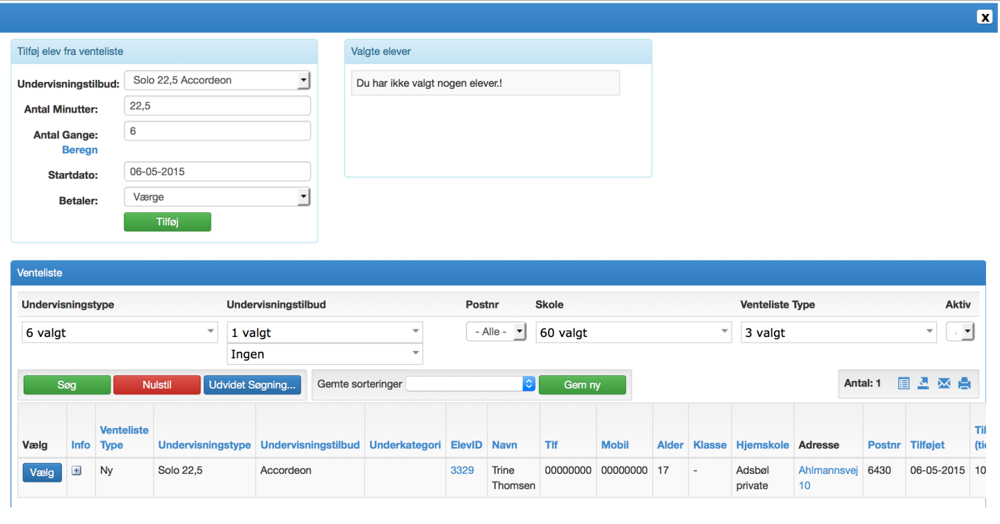 X
Tilføj elev fra venteliste
Undervisningstilbud: Solo 22,5 Accordeon
Antal Minutter: 22,5
Antal Gange: 6
Beregn
Startdato: 06-05-2015
Betaler: Værge
Tilføj
Valgte elever
Du har ikke valgt nogen elever.!
Venteliste
Undervisningstype Undervisningstilbud Postnr Skole Venteliste Type Aktiv
6 valgt 1 valgt - Alle - 60 valgt 3 valgt
Ingen
Søg Nulstil Udvidet Søgning... Gemte sorteringer Gem ny Antal: 1
Vælg Info Venteliste Type Undervisningstype Undervisningstilbud Underkategori ElevID Navn Tlf Mobil Alder Klasse Hjemskole Adresse Postnr Tilføjet
Vælg Ny Solo 22,5 Accordeon 3329 Trine 00000000 00000000 17 - Adsbøl Ahlmannsvej 6430 06-05-2015 10
Thomsen private 10